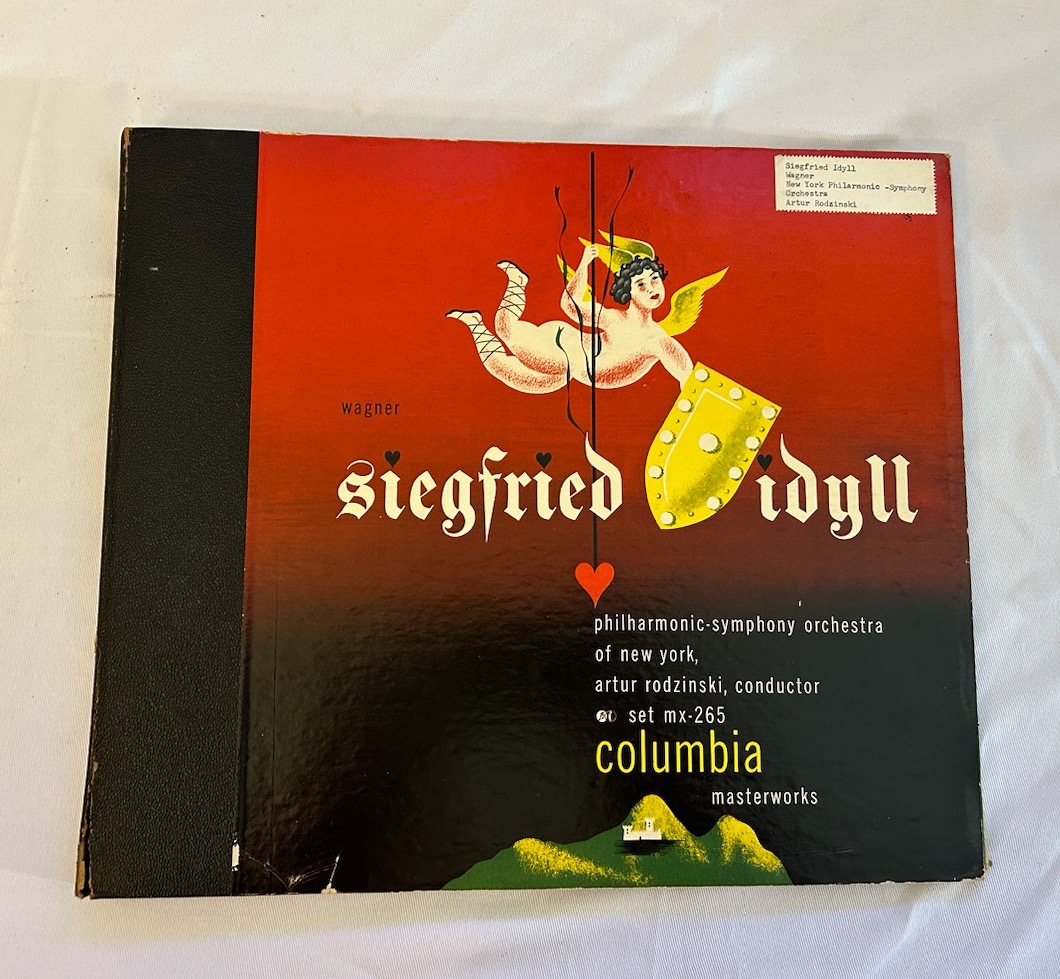 Siegfried Idyll
Wagner
New York Philarmonic -Symphony
Orchestra
Artur Rodzinski
wagner
siegfried idyll
philharmonic-symphony orchestra
of new york,
artur rodzinski, conductor
set mx-265
columbia
masterworks